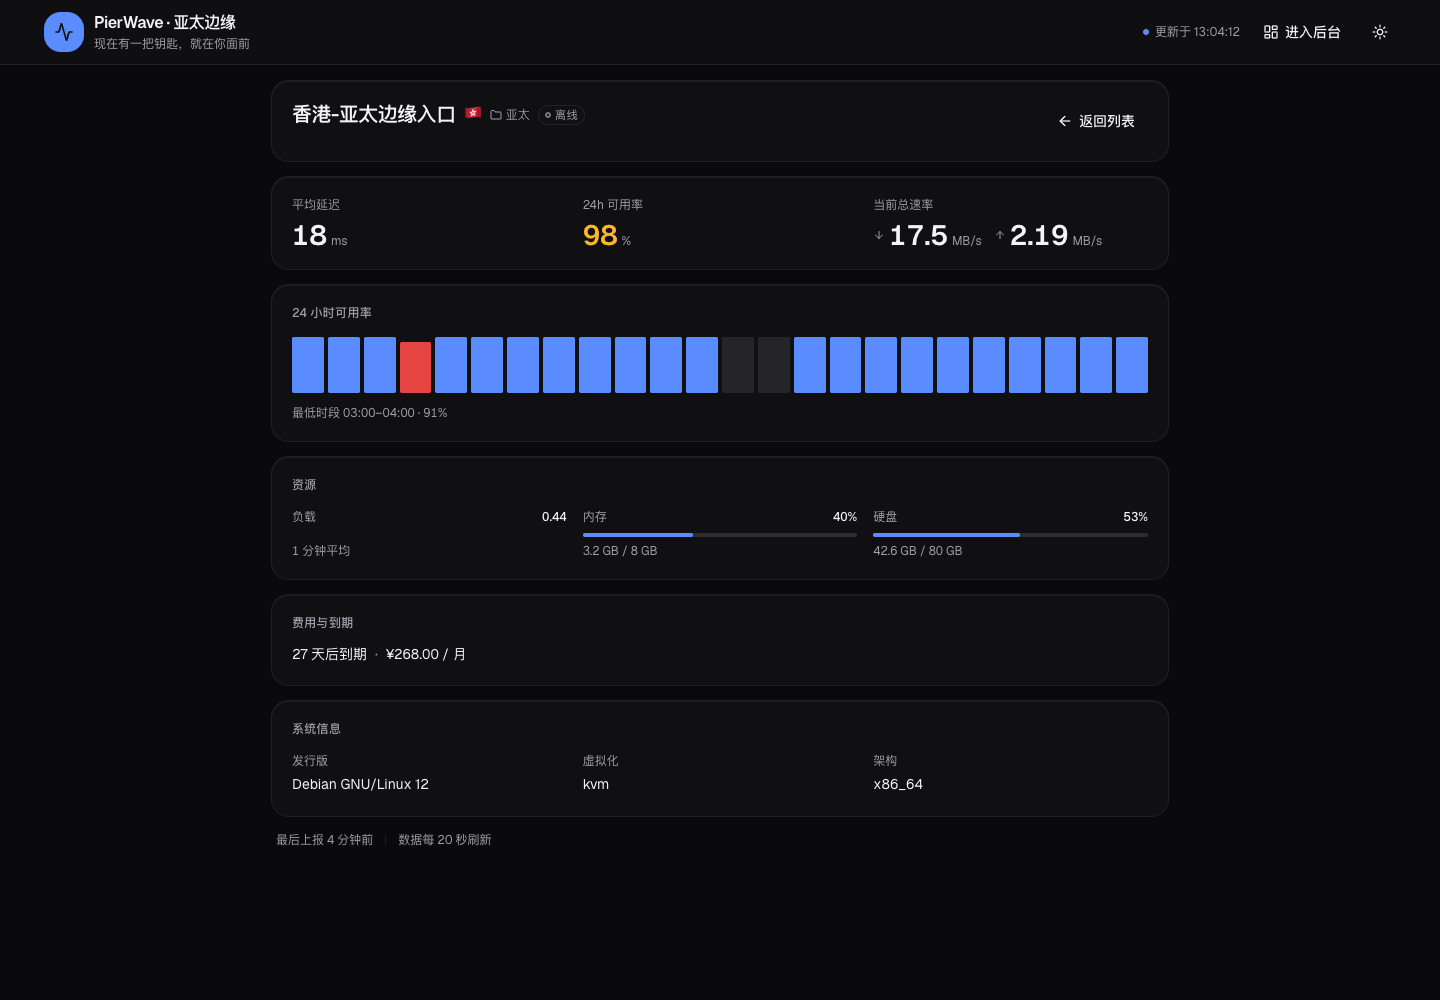 PierWave · 亚太边缘
现在有一把钥匙，就在你面前
更新于 13:04:12
进入后台
香港-亚太边缘入口
亚太
离线
返回列表
平均延迟
18 ms
24h 可用率
98 %
当前总速率
↓ 17.5 MB/s ↑ 2.19 MB/s
24 小时可用率
最低时段 03:00–04:00 · 91%
资源
负载 0.44
1 分钟平均
内存 40%
3.2 GB / 8 GB
硬盘 53%
42.6 GB / 80 GB
费用与到期
27 天后到期 · ¥268.00 / 月
系统信息
发行版
Debian GNU/Linux 12
虚拟化
kvm
架构
x86_64
最后上报 4 分钟前
数据每 20 秒刷新